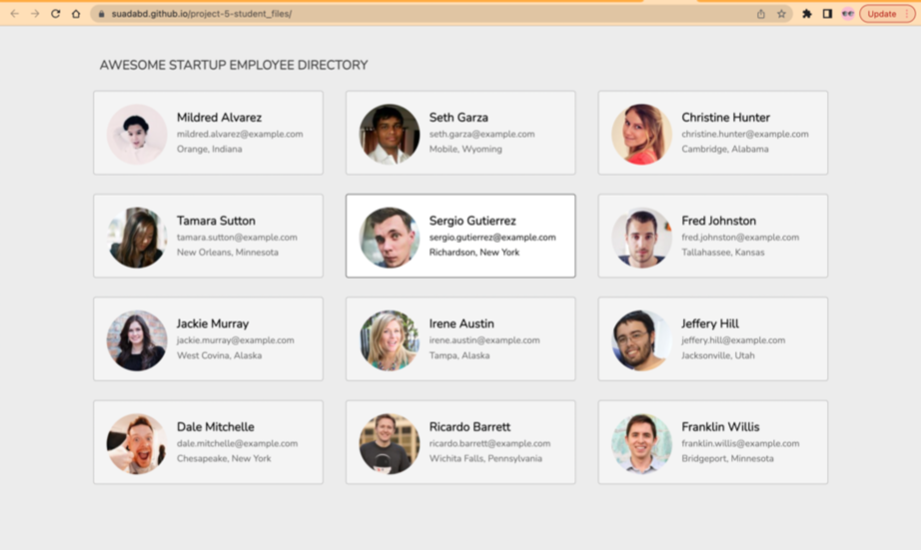 suadabd.github.io/project-5-student_files/
Update
AWESOME STARTUP EMPLOYEE DIRECTORY
Mildred Alvarez
mildred.alvarez@example.com
Orange, Indiana
Seth Garza
seth.garza@example.com
Mobile, Wyoming
Christine Hunter
christine.hunter@example.com
Cambridge, Alabama
Tamara Sutton
tamara.sutton@example.com
New Orleans, Minnesota
Sergio Gutierrez
sergio.gutierrez@example.com
Richardson, New York
Fred Johnston
fred.johnston@example.com
Tallahassee, Kansas
Jackie Murray
jackie.murray@example.com
West Covina, Alaska
Irene Austin
irene.austin@example.com
Tampa, Alaska
Jeffery Hill
jeffery.hill@example.com
Jacksonville, Utah
Dale Mitchelle
dale.mitchelle@example.com
Chesapeake, New York
Ricardo Barrett
ricardo.barrett@example.com
Wichita Falls, Pennsylvania
Franklin Willis
franklin.willis@example.com
Bridgeport, Minnesota